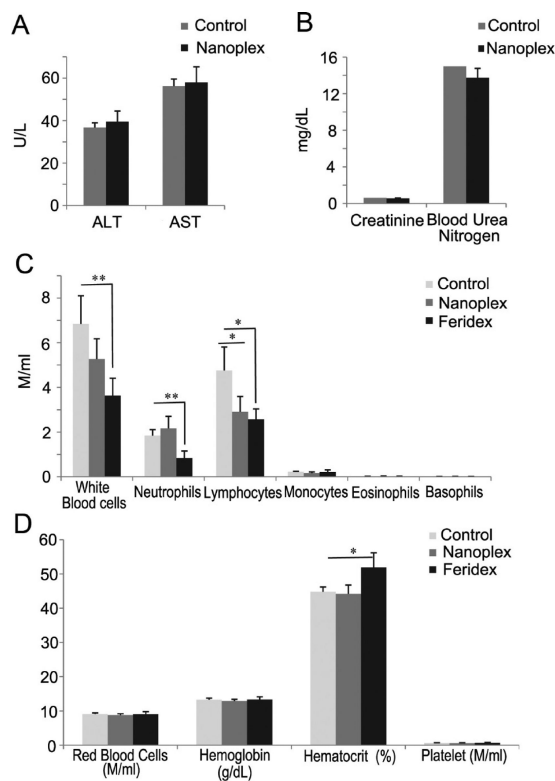 A
Control
Nanoplex
U/L
60
40
20
0
ALT
AST
B
Control
Nanoplex
mg/dL
16
12
8
4
0
Creatinine
Blood Urea
Nitrogen
C
Control
Nanoplex
Feridex
M/ml
8
6
4
2
0
**
**
*
*
White
Blood cells
Neutrophils
Lymphocytes
Monocytes
Eosinophils
Basophils
D
Control
Nanoplex
Feridex
60
50
40
30
20
10
0
*
Red Blood Cells
(M/ml)
Hemoglobin
(g/dL)
Hematocrit (%)
Platelet (M/ml)